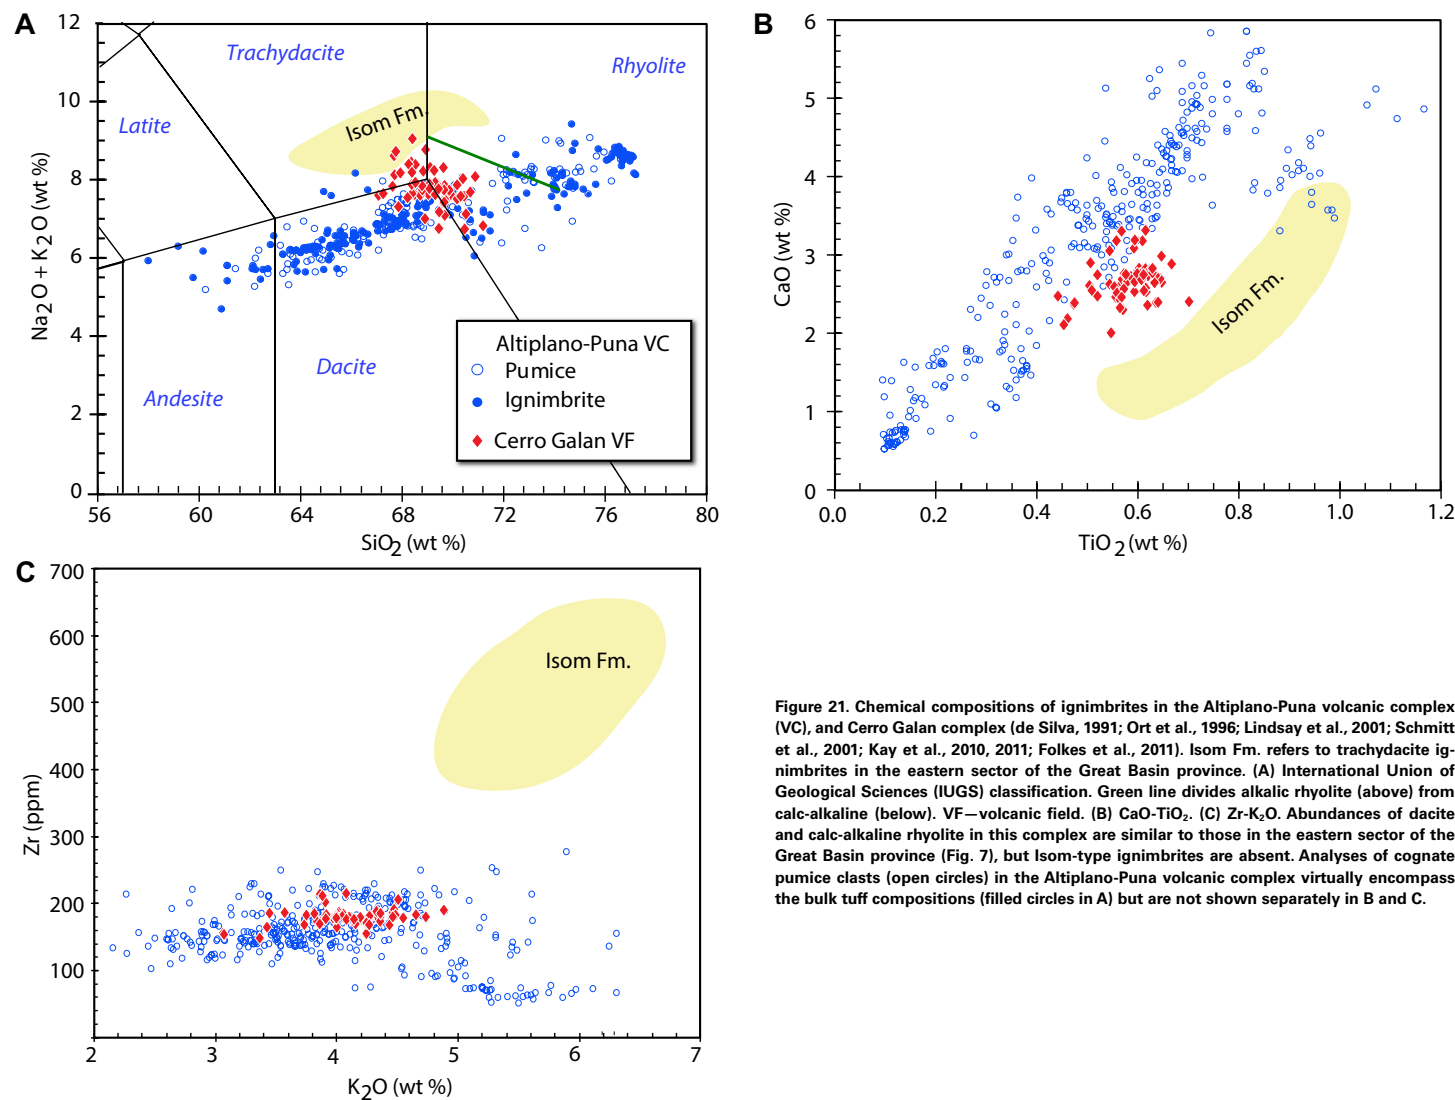 A
12
10
8
6
4
2
0
Na2O + K2O (wt %)
56
60
64
68
72
76
80
SiO2 (wt %)
Trachydacite
Rhyolite
Latite
Isom Fm.
Andesite
Dacite
Altiplano-Puna VC
Pumice
Ignimbrite
Cerro Galan VF
B
6
5
4
3
2
1
0
CaO (wt %)
0.0
0.2
0.4
0.6
0.8
1.0
1.2
TiO2 (wt %)
Isom Fm.
C
700
600
500
400
300
200
100
Zr (ppm)
2
3
4
5
6
7
K2O (wt %)
Isom Fm.
Figure 21. Chemical compositions of ignimbrites in the Altiplano-Puna volcanic complex
(VC), and Cerro Galan complex (de Silva, 1991; Ort et al., 1996; Lindsay et al., 2001; Schmitt
et al., 2001; Kay et al., 2010, 2011; Folkes et al., 2011). Isom Fm. refers to trachydacite ig-
nimbrites in the eastern sector of the Great Basin province. (A) International Union of
Geological Sciences (IUGS) classification. Green line divides alkalic rhyolite (above) from
calc-alkaline (below). VF—volcanic field. (B) CaO-TiO2. (C) Zr-K2O. Abundances of dacite
and calc-alkaline rhyolite in this complex are similar to those in the eastern sector of the
Great Basin province (Fig. 7), but Isom-type ignimbrites are absent. Analyses of cognate
pumice clasts (open circles) in the Altiplano-Puna volcanic complex virtually encompass
the bulk tuff compositions (filled circles in A) but are not shown separately in B and C.